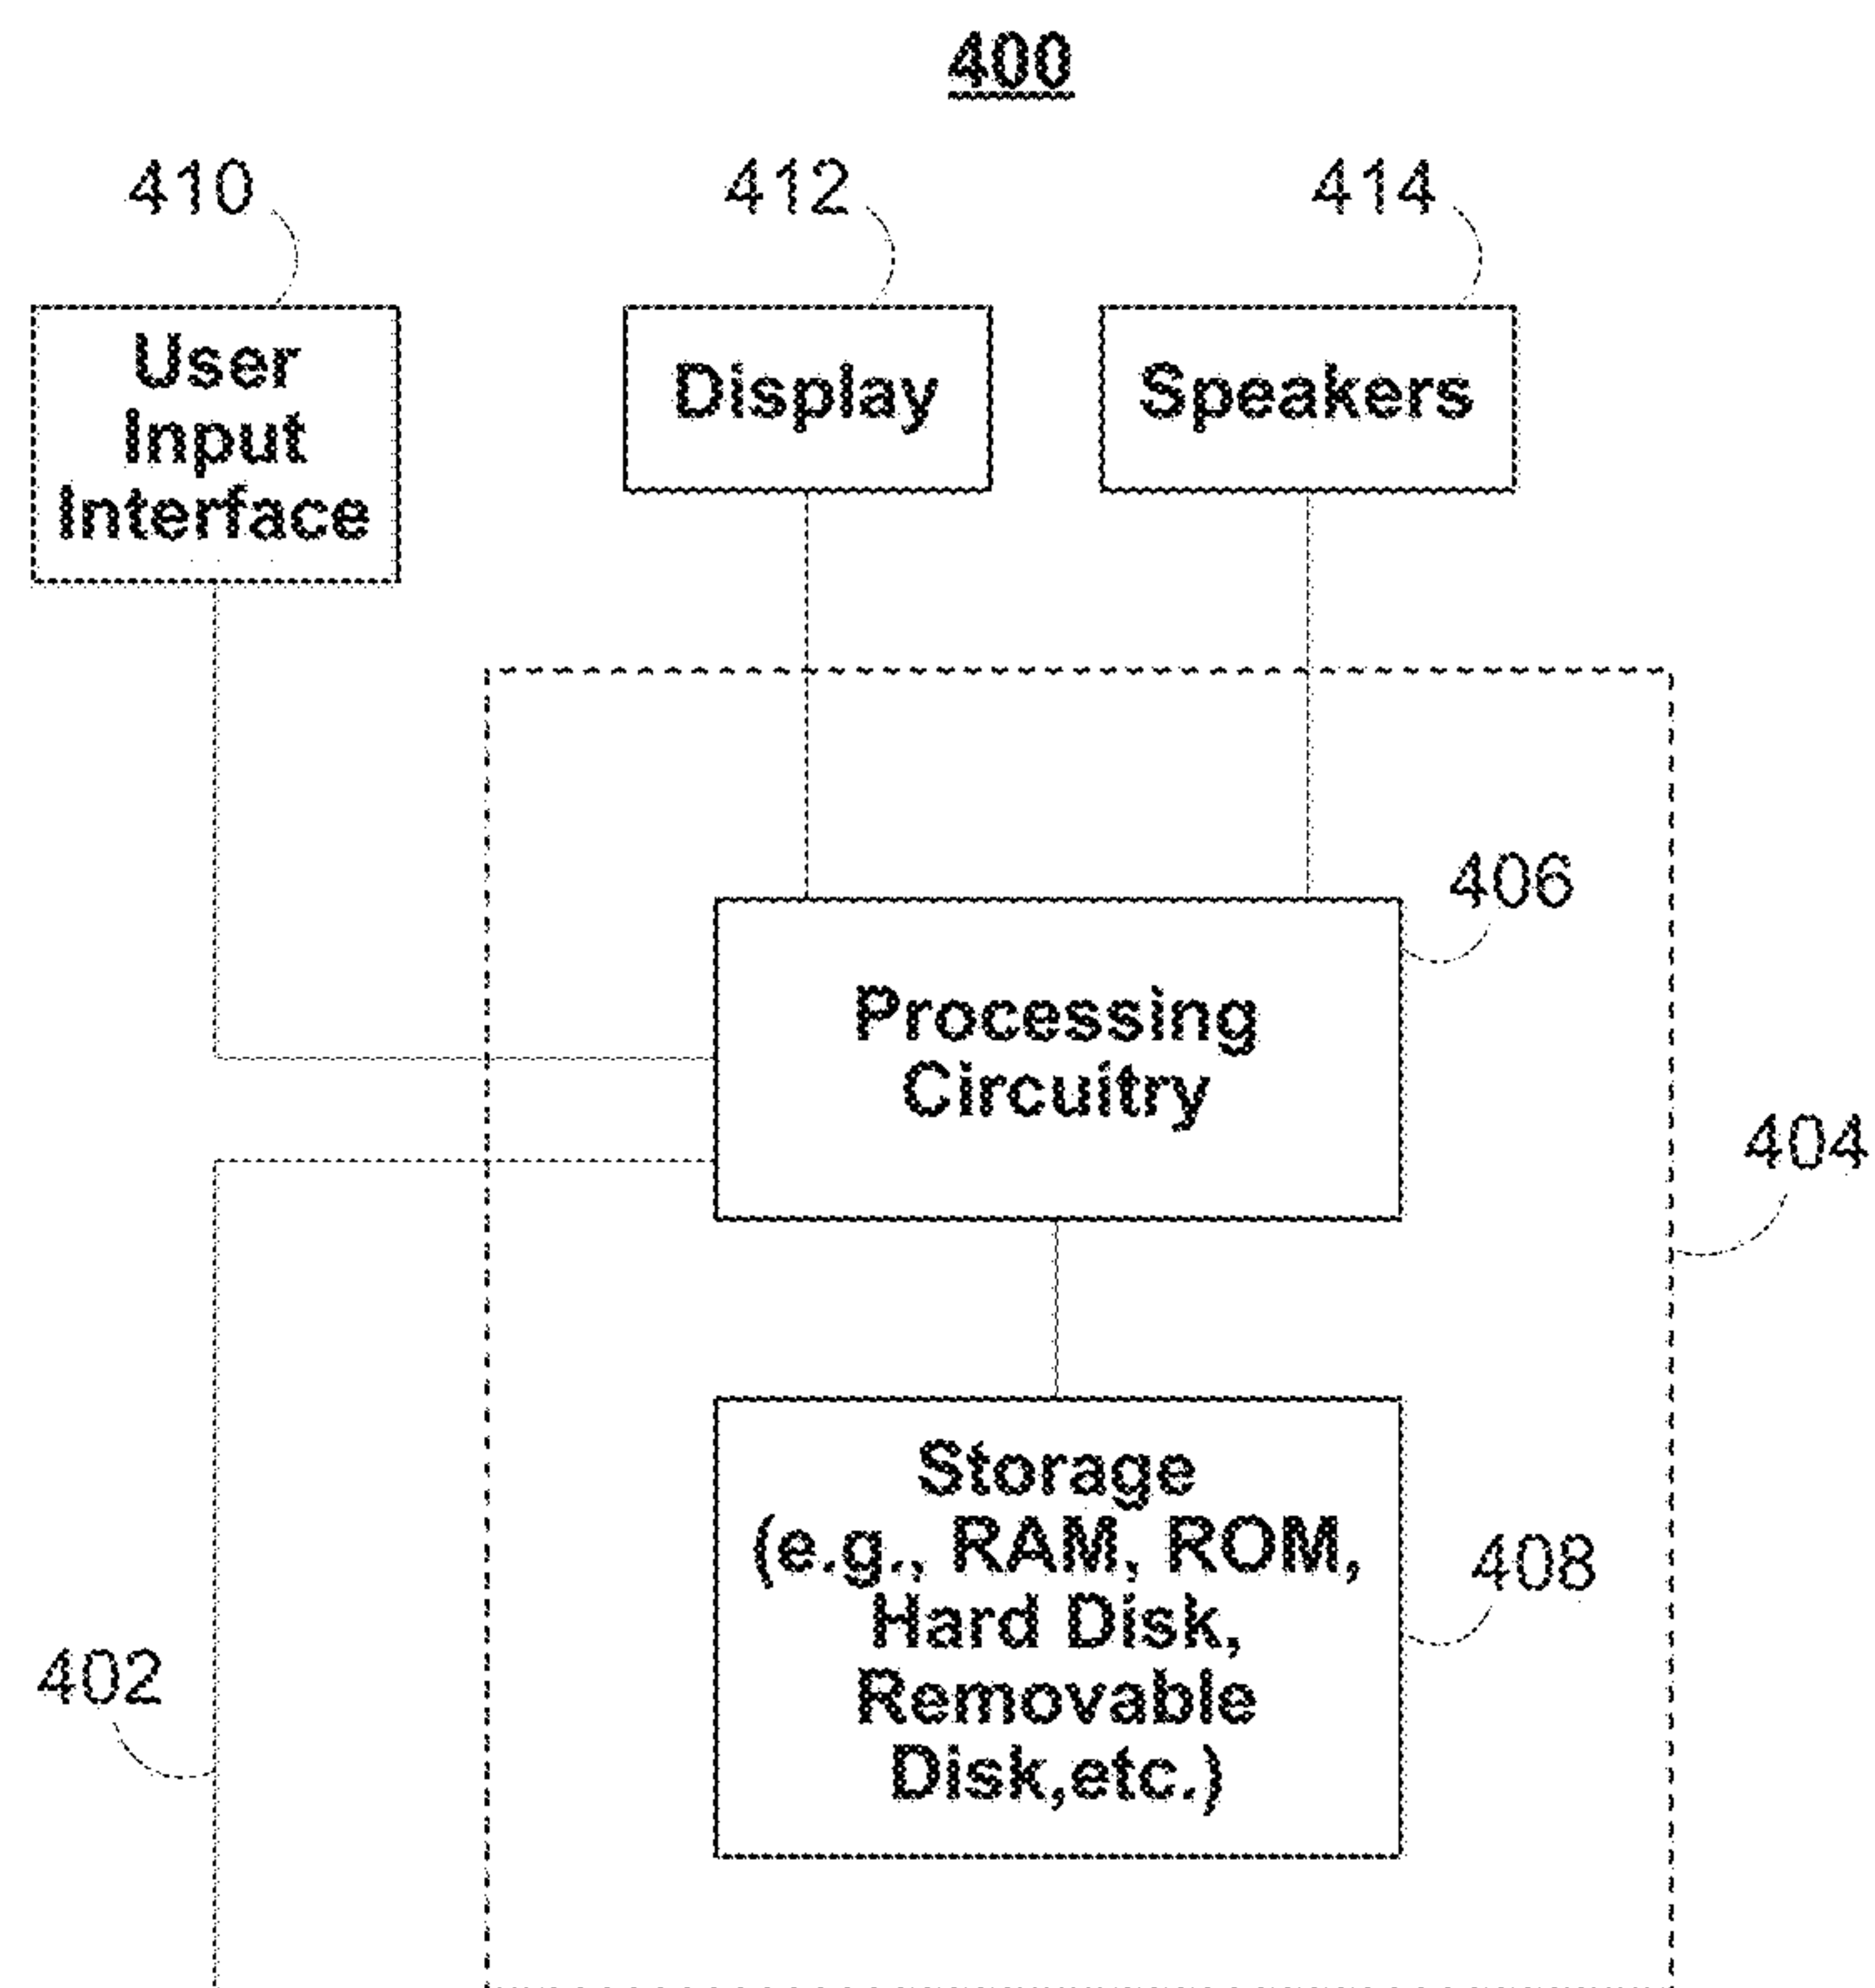 400
410
412
414
User
Input
Interface
Display
Speakers
406
Processing
Circuitry
404
Storage
(e.g., RAM, ROM,
Hard Disk,
Removable
Disk,etc.)
408
402